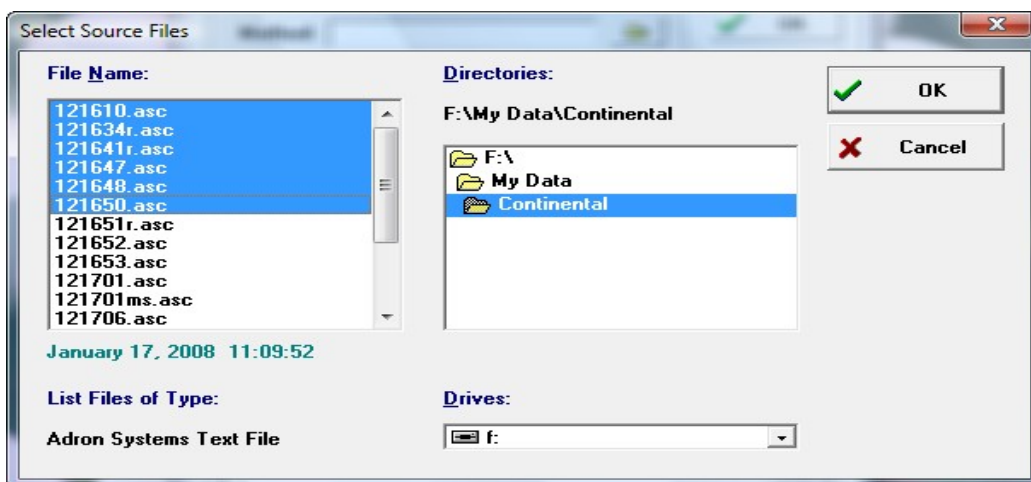 Select Source Files
File Name:
121610.asc
121634r.asc
121641r.asc
121647.asc
121648.asc
121650.asc
121651r.asc
121652.asc
121653.asc
121701.asc
121701ms.asc
121706.asc
January 17, 2008 11:09:52
List Files of Type:
Adron Systems Text File
Directories:
F:\My Data\Continental
F:\
My Data
Continental
Drives:
f:
OK
Cancel